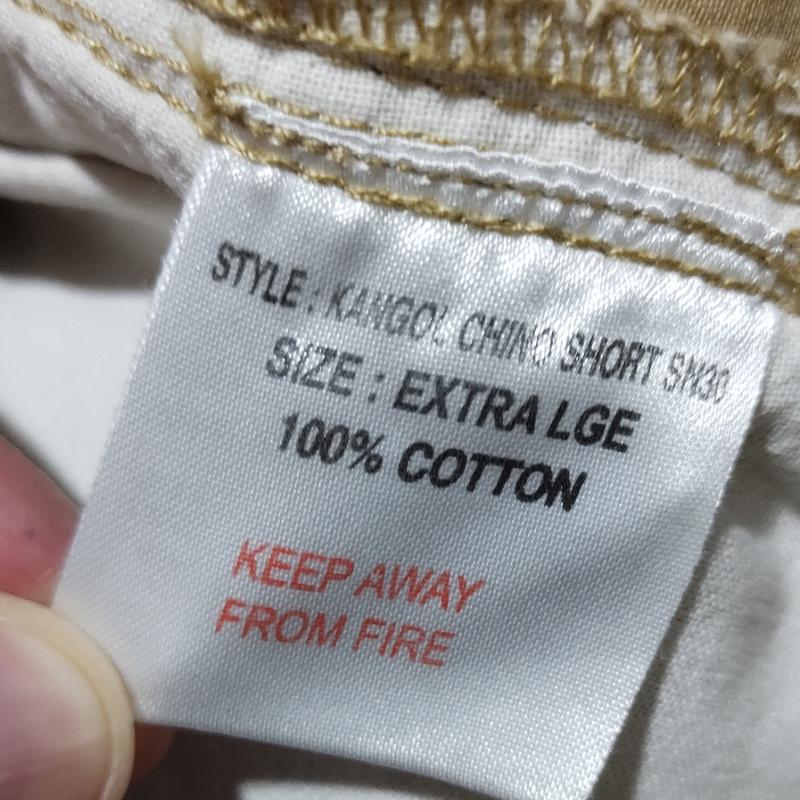 STYLE : KANGOL CHINO SHORT SN30
SIZE : EXTRA LGE
100% COTTON
KEEP AWAY
FROM FIRE